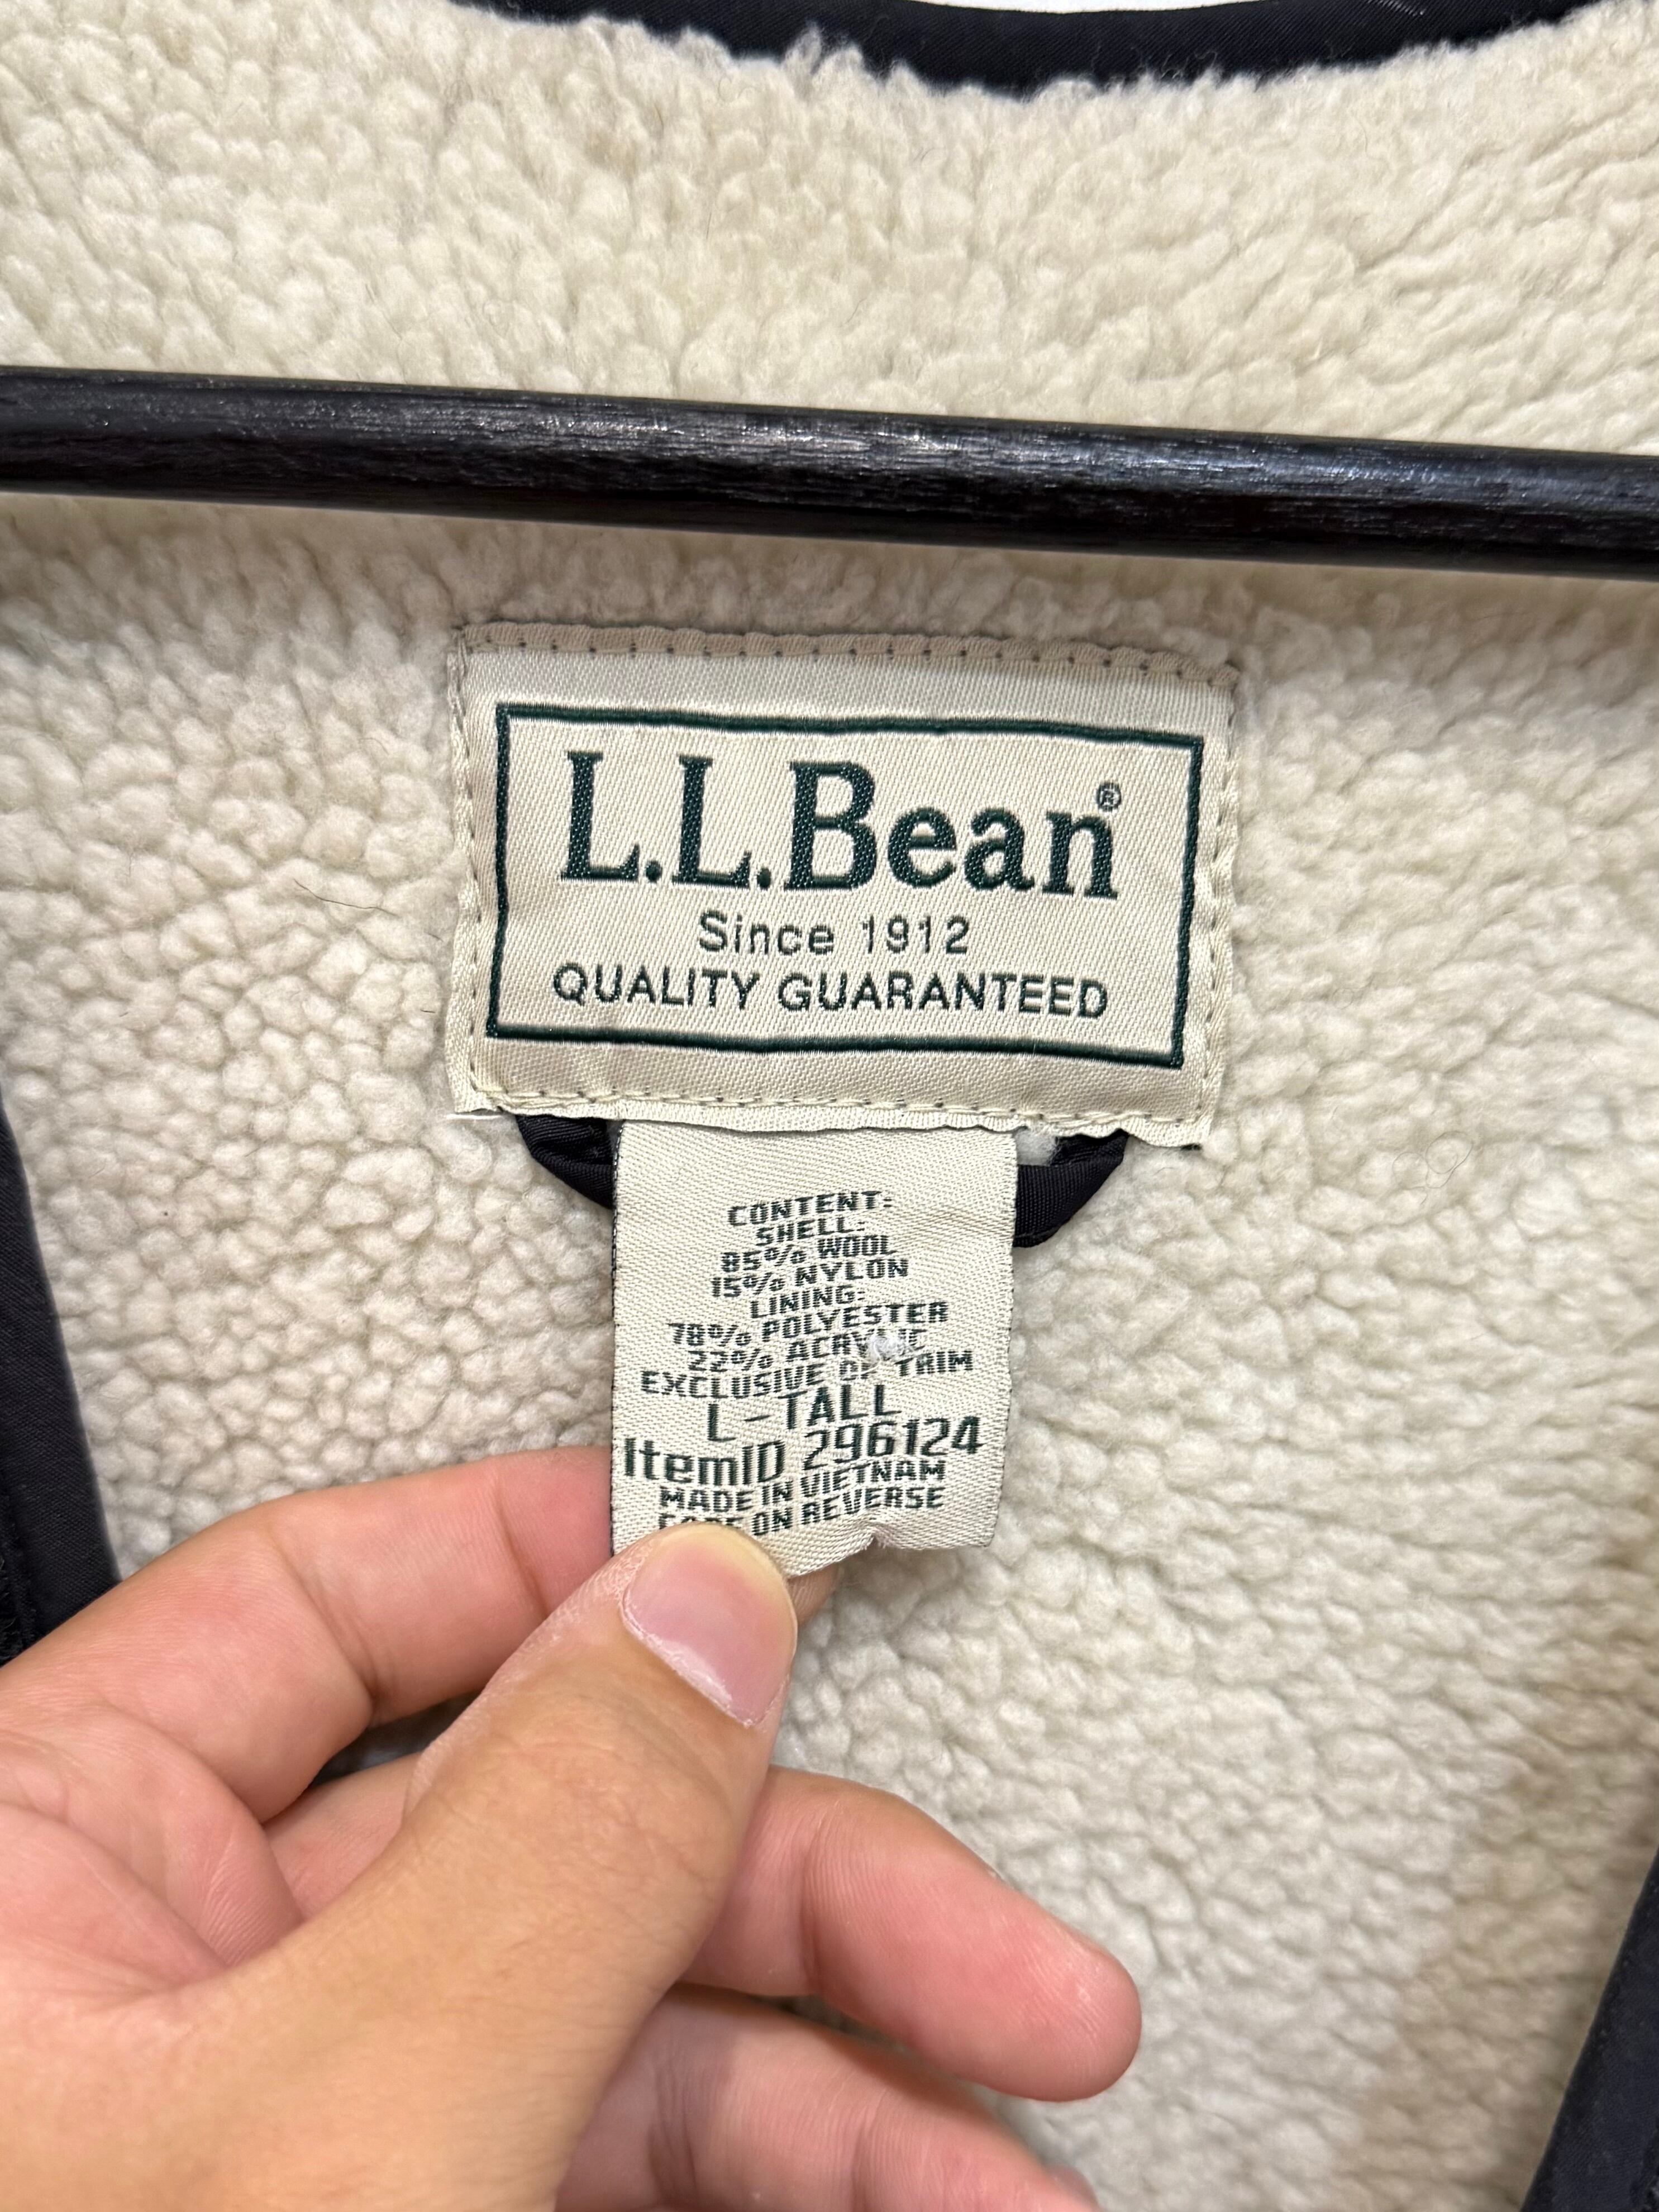 L.L.Bean®
Since 1912
QUALITY GUARANTEED
CONTENT:
SHELL:
85% WOOL
15% NYLON
LINING:
78% POLYESTER
22% ACRYLIC
EXCLUSIVE OF TRIM
L-TALL
ItemID 296124
MADE IN VIETNAM
CARE ON REVERSE